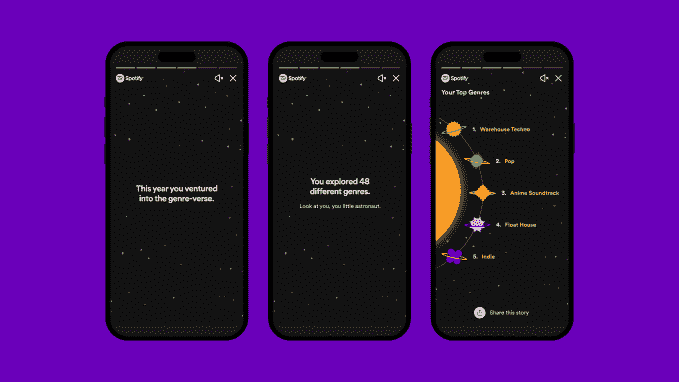 Spotify
This year you ventured
into the genre-verse.
Spotify
You explored 48
different genres.
Look at you, you little astronaut.
Spotify
Your Top Genres
1. Warehouse Techno
2. Pop
3. Anime Soundtrack
4. Float House
5. Indie
Share this story